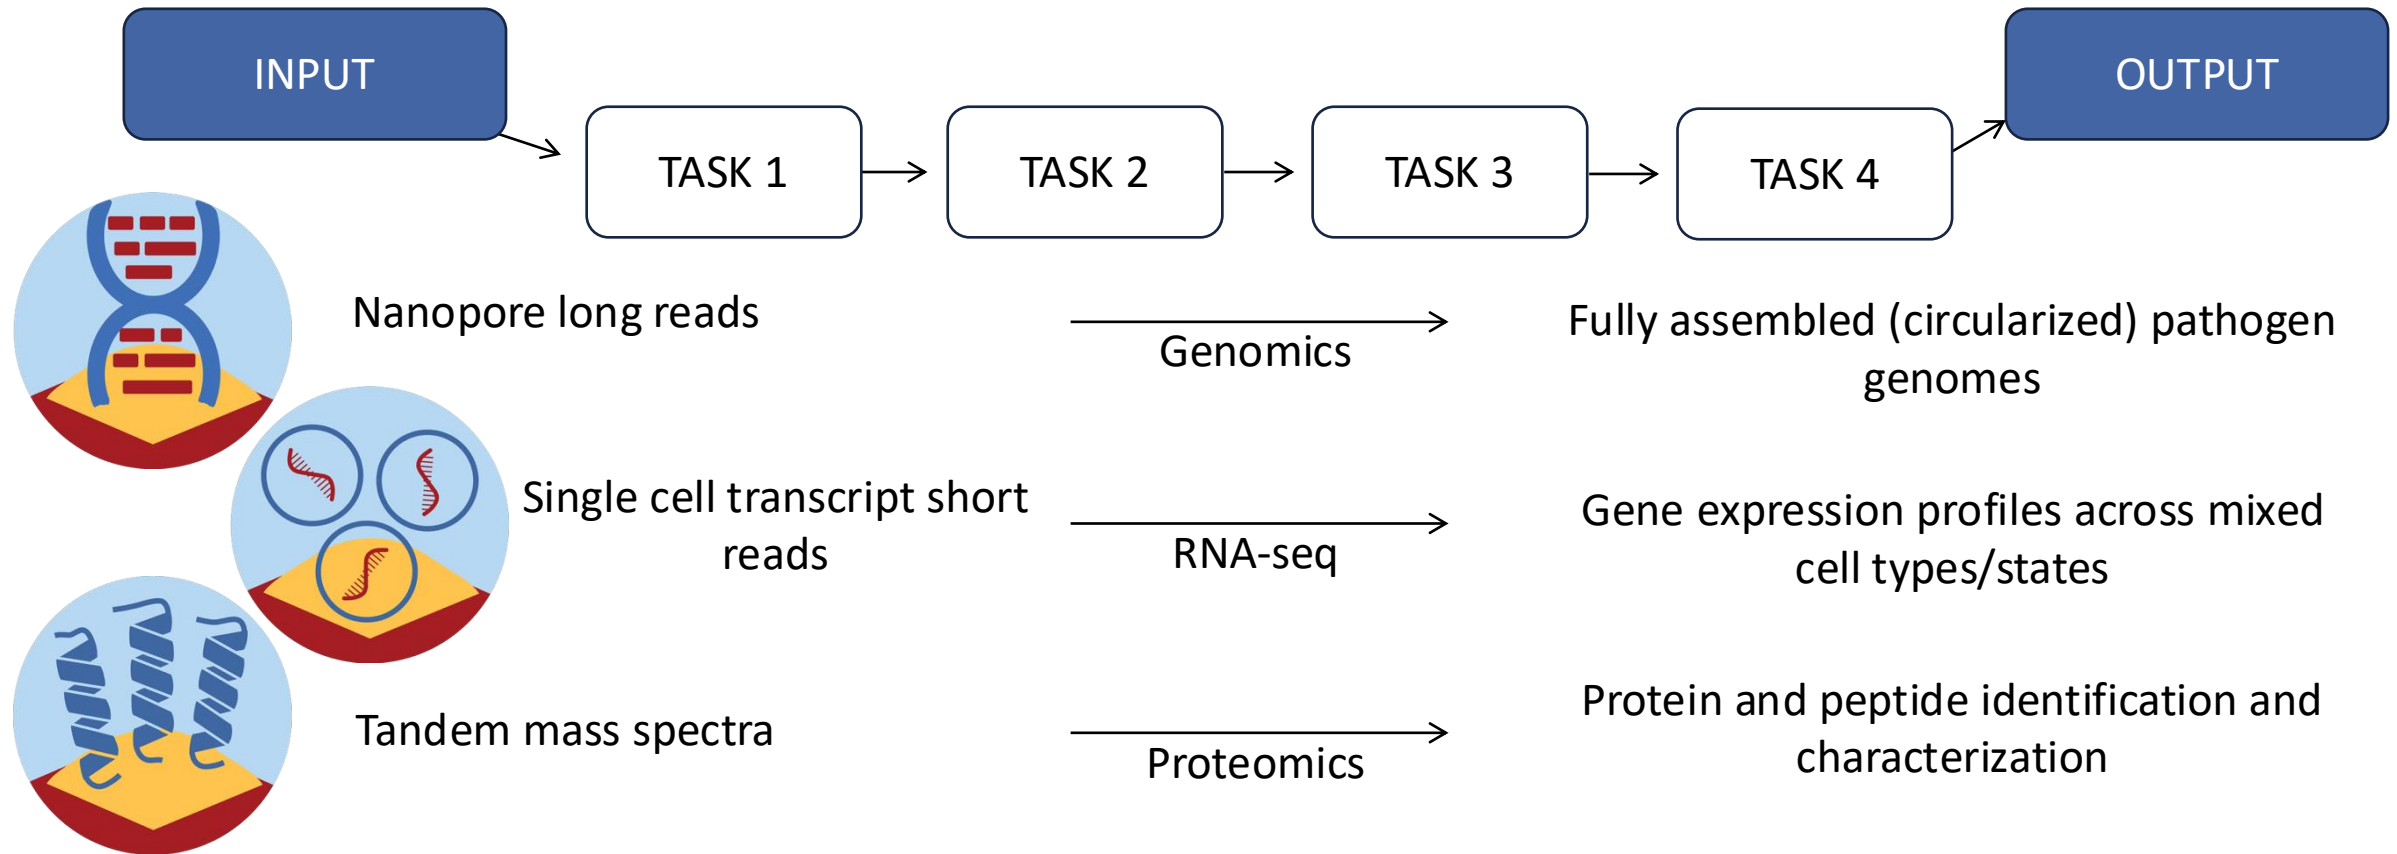 INPUT
OUTPUT
TASK 1
TASK 2
TASK 3
TASK 4
Nanopore long reads
Genomics
Fully assembled (circularized) pathogen
genomes
Single cell transcript short
reads
RNA-seq
Gene expression profiles across mixed
cell types/states
Tandem mass spectra
Proteomics
Protein and peptide identification and
characterization